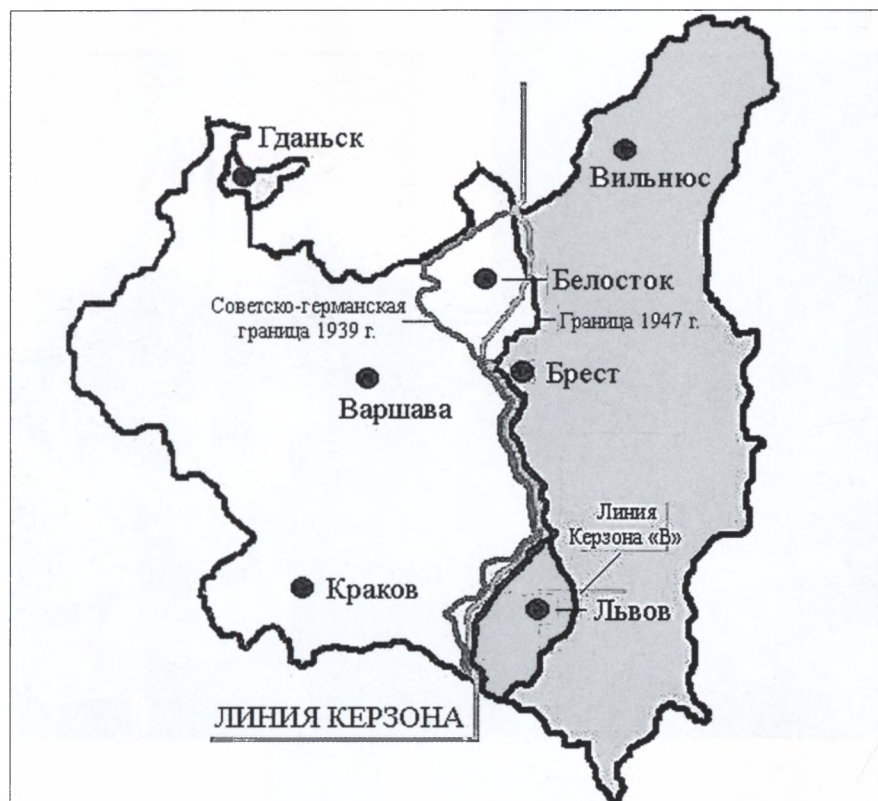 Гданьск
Вильнюс
Белосток
Советско-германская
граница 1939 г.
Граница 1947 г.
Брест
Варшава
Линия
Керзона «В»
Краков
Львов
ЛИНИЯ КЕРЗОНА